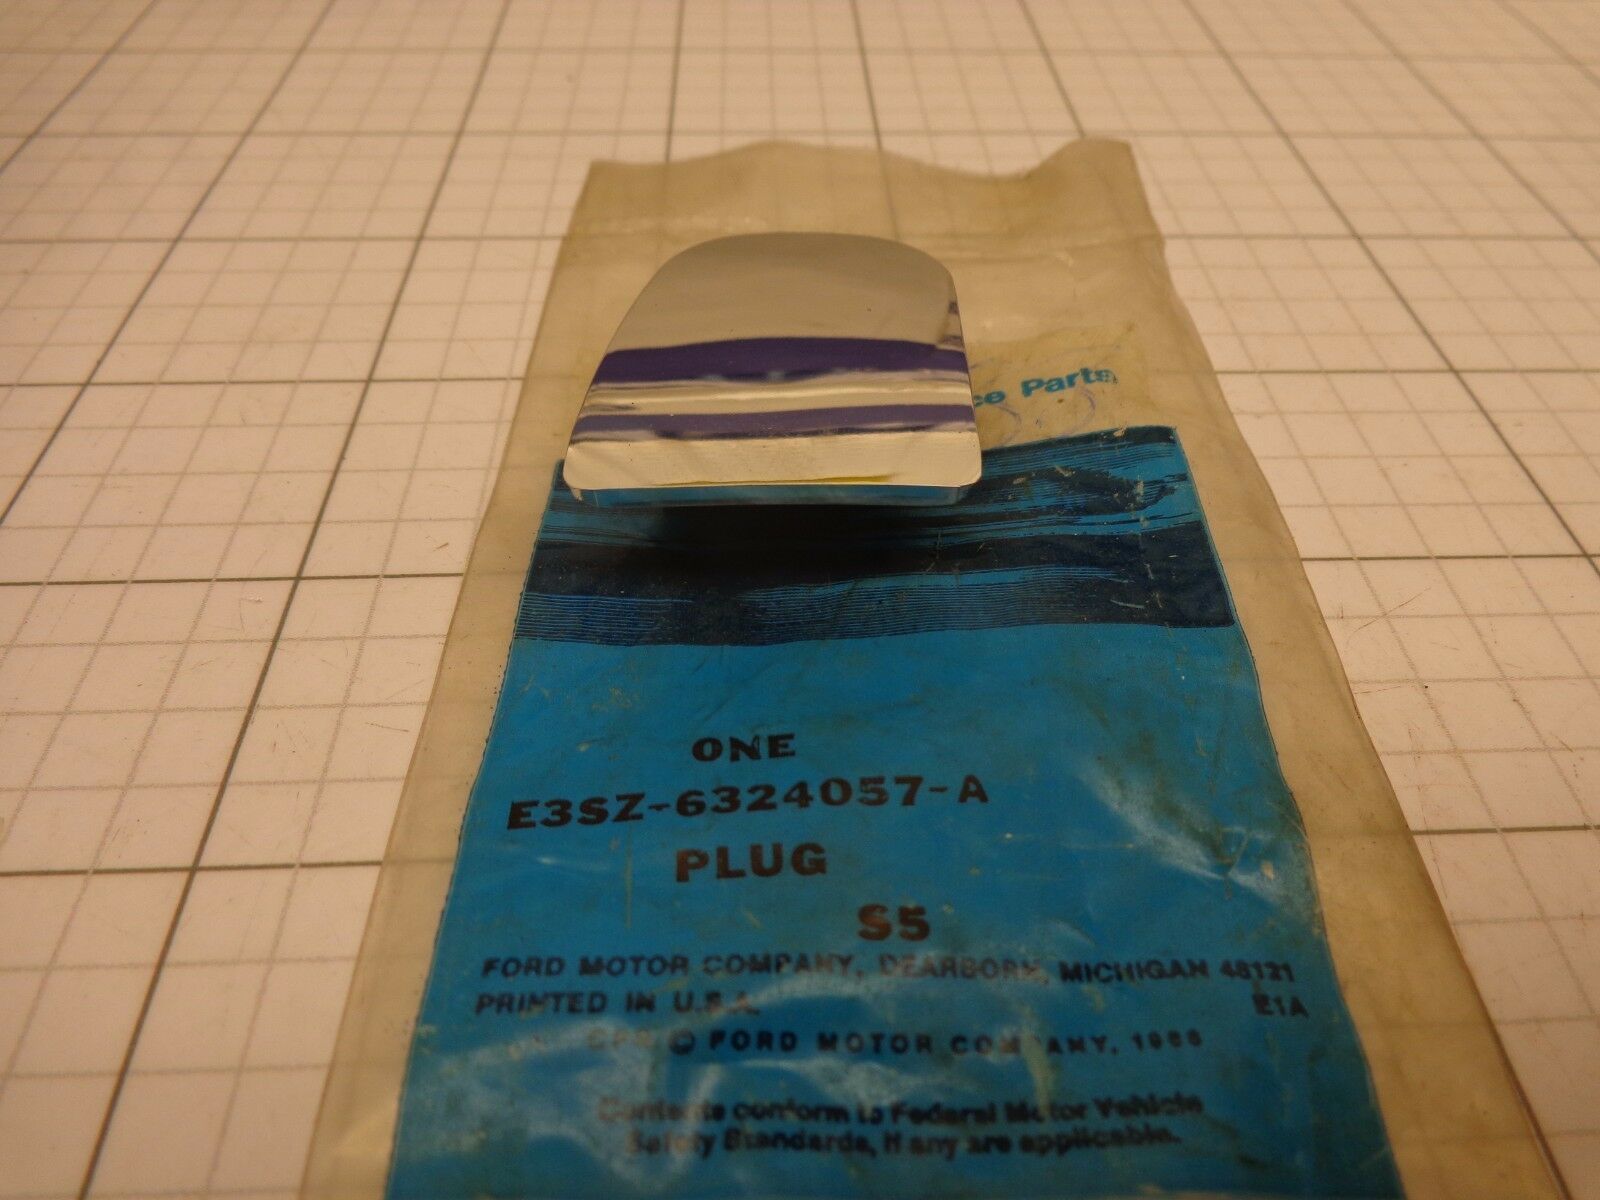 Parts
ONE
E3SZ-6324057-A
PLUG
S5
FORD MOTOR COMPANY, DEARBORN, MICHIGAN 48121
PRINTED IN U.S.A. E1A
© FORD MOTOR COMPANY,
Contents conform to Federal Motor Vehicle
Safety Standards, if any are applicable.